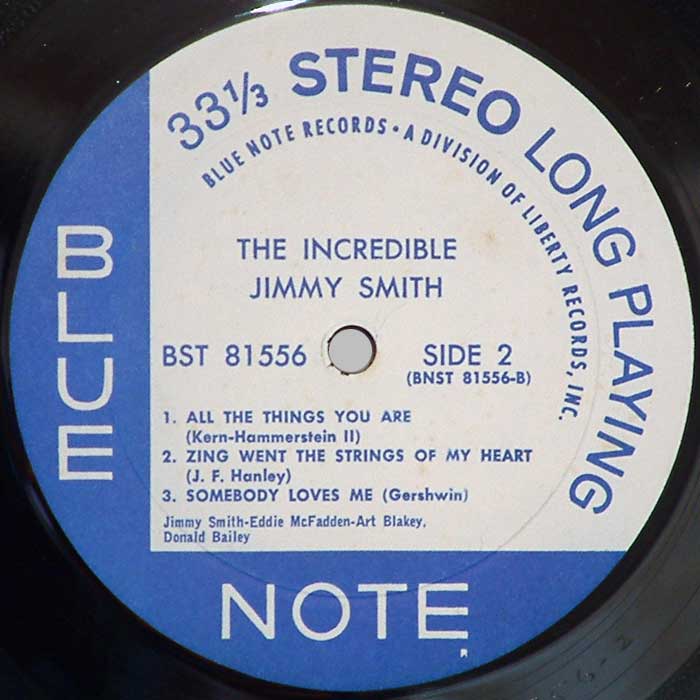 33 1/3 STEREO LONG PLAYING
BLUE NOTE RECORDS • A DIVISION OF LIBERTY RECORDS, INC.
THE INCREDIBLE
JIMMY SMITH
BST 81556 SIDE 2
(BNST 81556-B)
1. ALL THE THINGS YOU ARE
(Kern-Hammerstein II)
2. ZING WENT THE STRINGS OF MY HEART
(J. F. Hanley)
3. SOMEBODY LOVES ME (Gershwin)
Jimmy Smith-Eddie McFadden-Art Blakey,
Donald Bailey
BLUE
NOTE